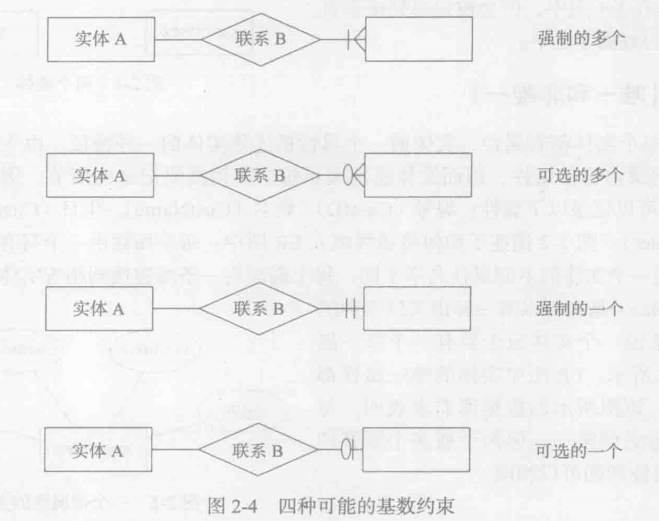 实体 A 联系 B 强制的多个
实体 A 联系 B 可选的多个
实体 A 联系 B 强制的一个
实体 A 联系 B 可选的一个
图 2-4 四种可能的基数约束